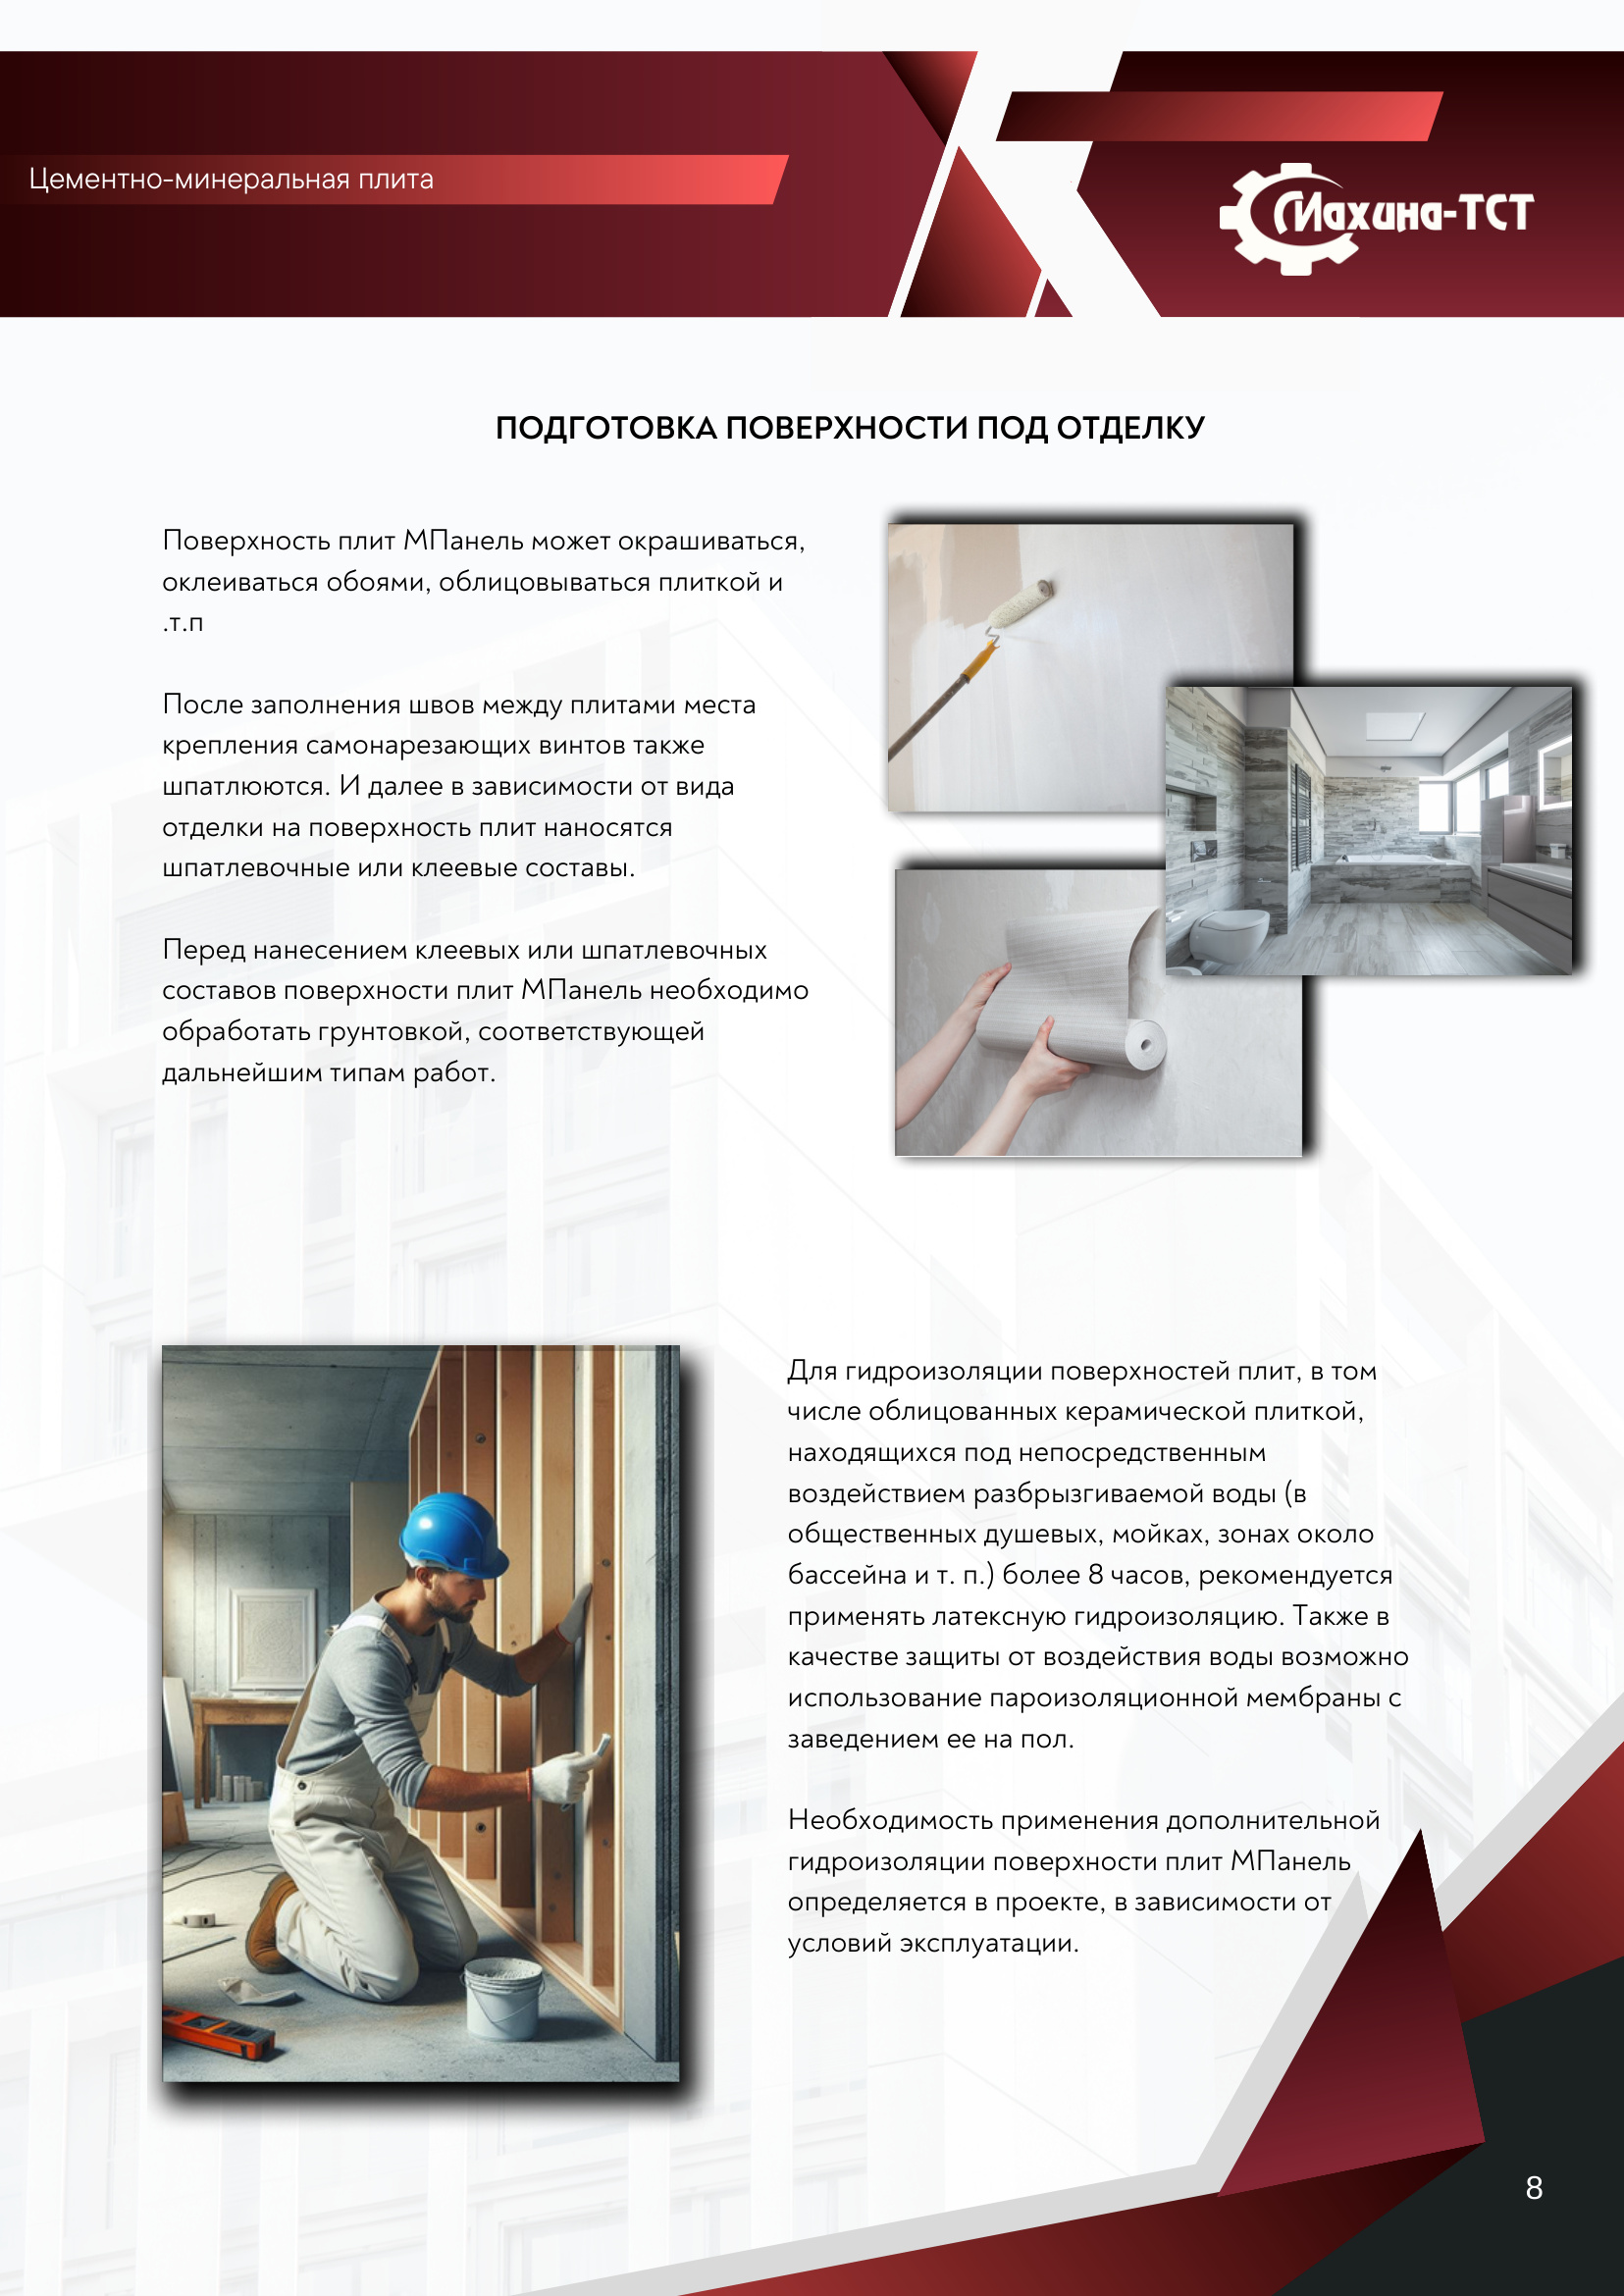 Цементно-минеральная плита
Махина-ТСТ
ПОДГОТОВКА ПОВЕРХНОСТИ ПОД ОТДЕЛКУ
Поверхность плит МПанель может окрашиваться,
оклеиваться обоями, облицовываться плиткой и
.т.п
После заполнения швов между плитами места
крепления самонарезающих винтов также
шпатлюются. И далее в зависимости от вида
отделки на поверхность плит наносятся
шпатлевочные или клеевые составы.
Перед нанесением клеевых или шпатлевочных
составов поверхности плит МПанель необходимо
обработать грунтовкой, соответствующей
дальнейшим типам работ.
Для гидроизоляции поверхностей плит, в том
числе облицованных керамической плиткой,
находящихся под непосредственным
воздействием разбрызгиваемой воды (в
общественных душевых, мойках, зонах около
бассейна и т. п.) более 8 часов, рекомендуется
применять латексную гидроизоляцию. Также в
качестве защиты от воздействия воды возможно
использование пароизоляционной мембраны с
заведением ее на пол.
Необходимость применения дополнительной
гидроизоляции поверхности плит МПанель
определяется в проекте, в зависимости от
условий эксплуатации.
8